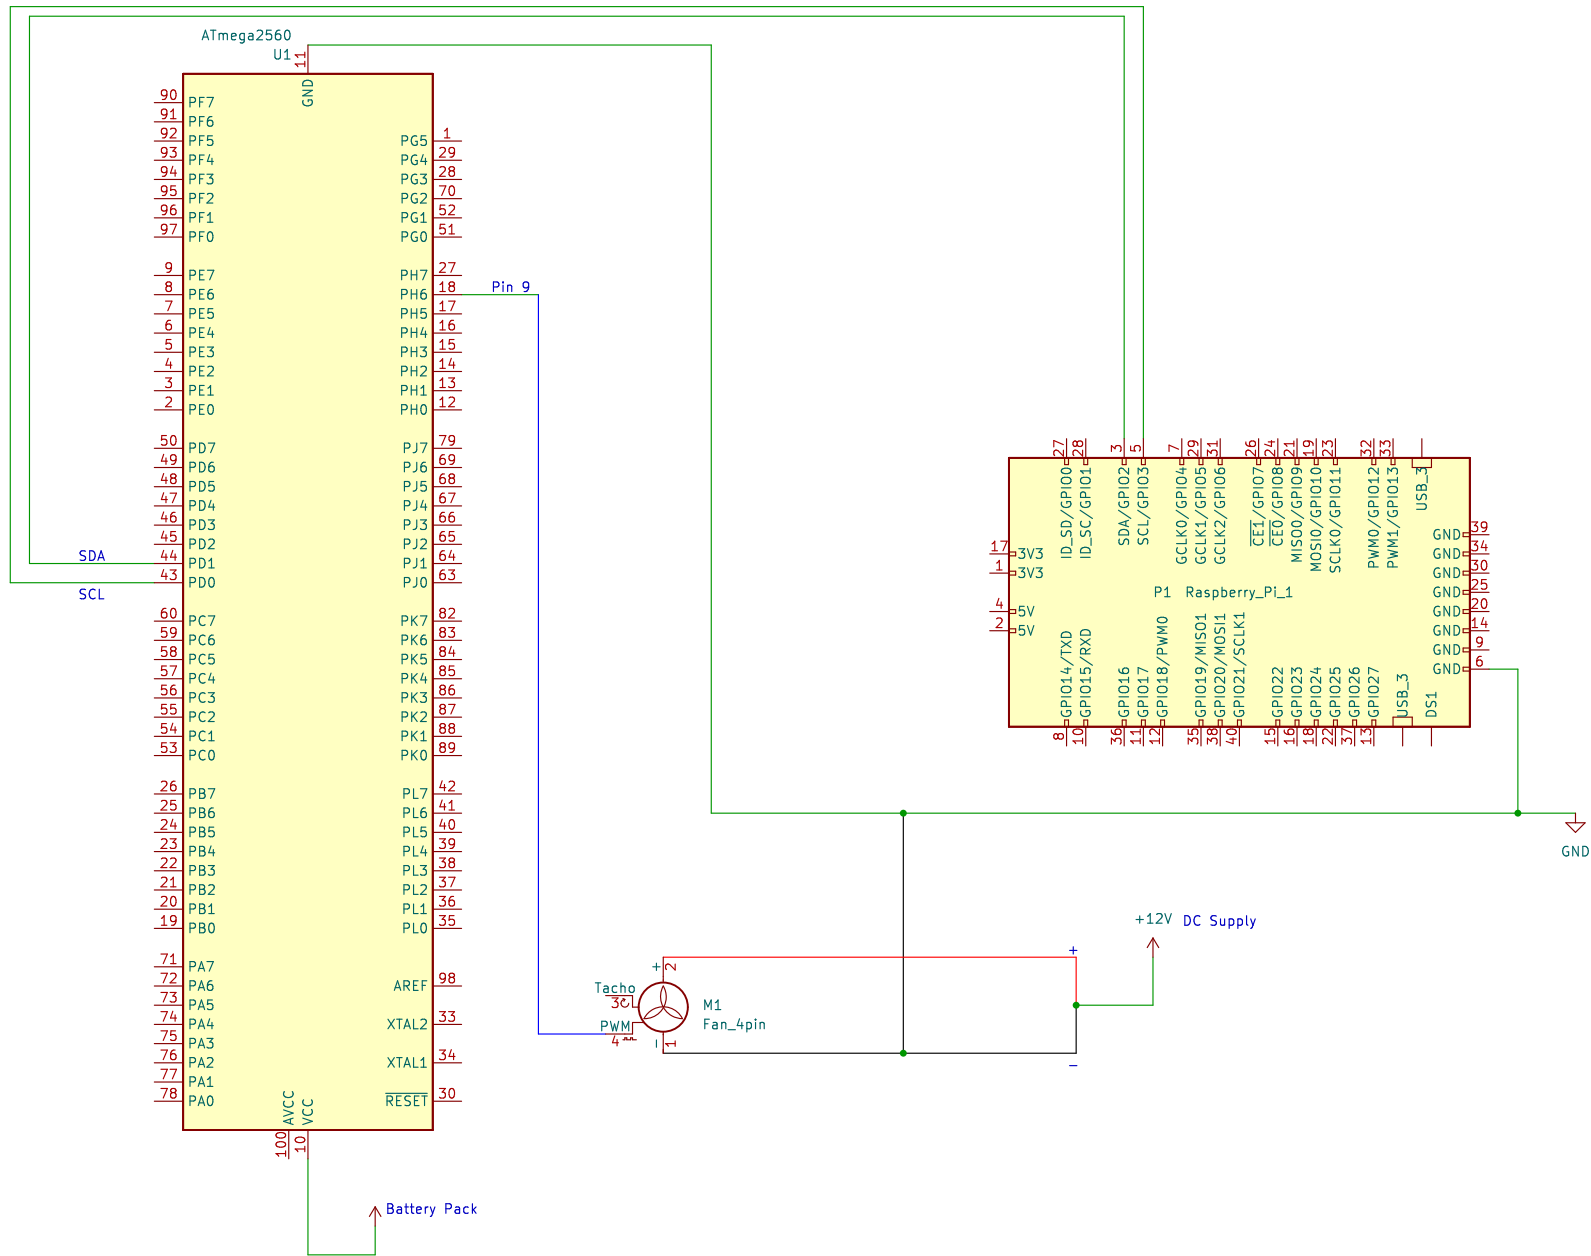 ATmega2560
U1
11
GND
90 PF7
91 PF6
92 PF5
93 PF4
94 PF3
95 PF2
96 PF1
97 PF0
9 PE7
8 PE6
7 PE5
6 PE4
5 PE3
4 PE2
3 PE1
2 PE0
50 PD7
49 PD6
48 PD5
47 PD4
46 PD3
45 PD2
SDA 44 PD1
43 PD0
SCL
60 PC7
59 PC6
58 PC5
57 PC4
56 PC3
55 PC2
54 PC1
53 PC0
26 PB7
25 PB6
24 PB5
23 PB4
22 PB3
21 PB2
20 PB1
19 PB0
71 PA7
72 PA6
73 PA5
74 PA4
75 PA3
76 PA2
77 PA1
78 PA0
PG5 1
PG4 29
PG3 28
PG2 70
PG1 52
PG0 51
PH7 27
PH6 18 Pin 9
PH5 17
PH4 16
PH3 15
PH2 14
PH1 13
PH0 12
PJ7 79
PJ6 69
PJ5 68
PJ4 67
PJ3 66
PJ2 65
PJ1 64
PJ0 63
PK7 82
PK6 83
PK5 84
PK4 85
PK3 86
PK2 87
PK1 88
PK0 89
PL7 42
PL6 41
PL5 40
PL4 39
PL3 38
PL2 37
PL1 36
PL0 35
AREF 98
XTAL2 33
XTAL1 34
RESET 30
AVCC 100
VCC 10
Battery Pack
27 ID_SD/GPIO0
28 ID_SC/GPIO1
3 SDA/GPIO2
5 SCL/GPIO3
7 GCLK0/GPIO4
29 GCLK1/GPIO5
31 GCLK2/GPIO6
26 CE1/GPIO7
24 CE0/GPIO8
21 MISO0/GPIO9
19 MOSI0/GPIO10
23 SCLK0/GPIO11
32 PWM0/GPIO12
33 PWM1/GPIO13
USB_3
17 3V3
1 3V3
4 5V
2 5V
P1 Raspberry_Pi_1
GND 39
GND 34
GND 30
GND 25
GND 20
GND 14
GND 9
GND 6
8 GPIO14/TXD
10 GPIO15/RXD
36 GPIO16
11 GPIO17
12 GPIO18/PWM0
35 GPIO19/MISO1
38 GPIO20/MOSI1
40 GPIO21/SCLK1
15 GPIO22
16 GPIO23
18 GPIO24
22 GPIO25
37 GPIO26
13 GPIO27
USB_3
DS1
GND
+12V DC Supply
+
+ 2
Tacho
3
M1
Fan_4pin
PWM
4
- 1
-